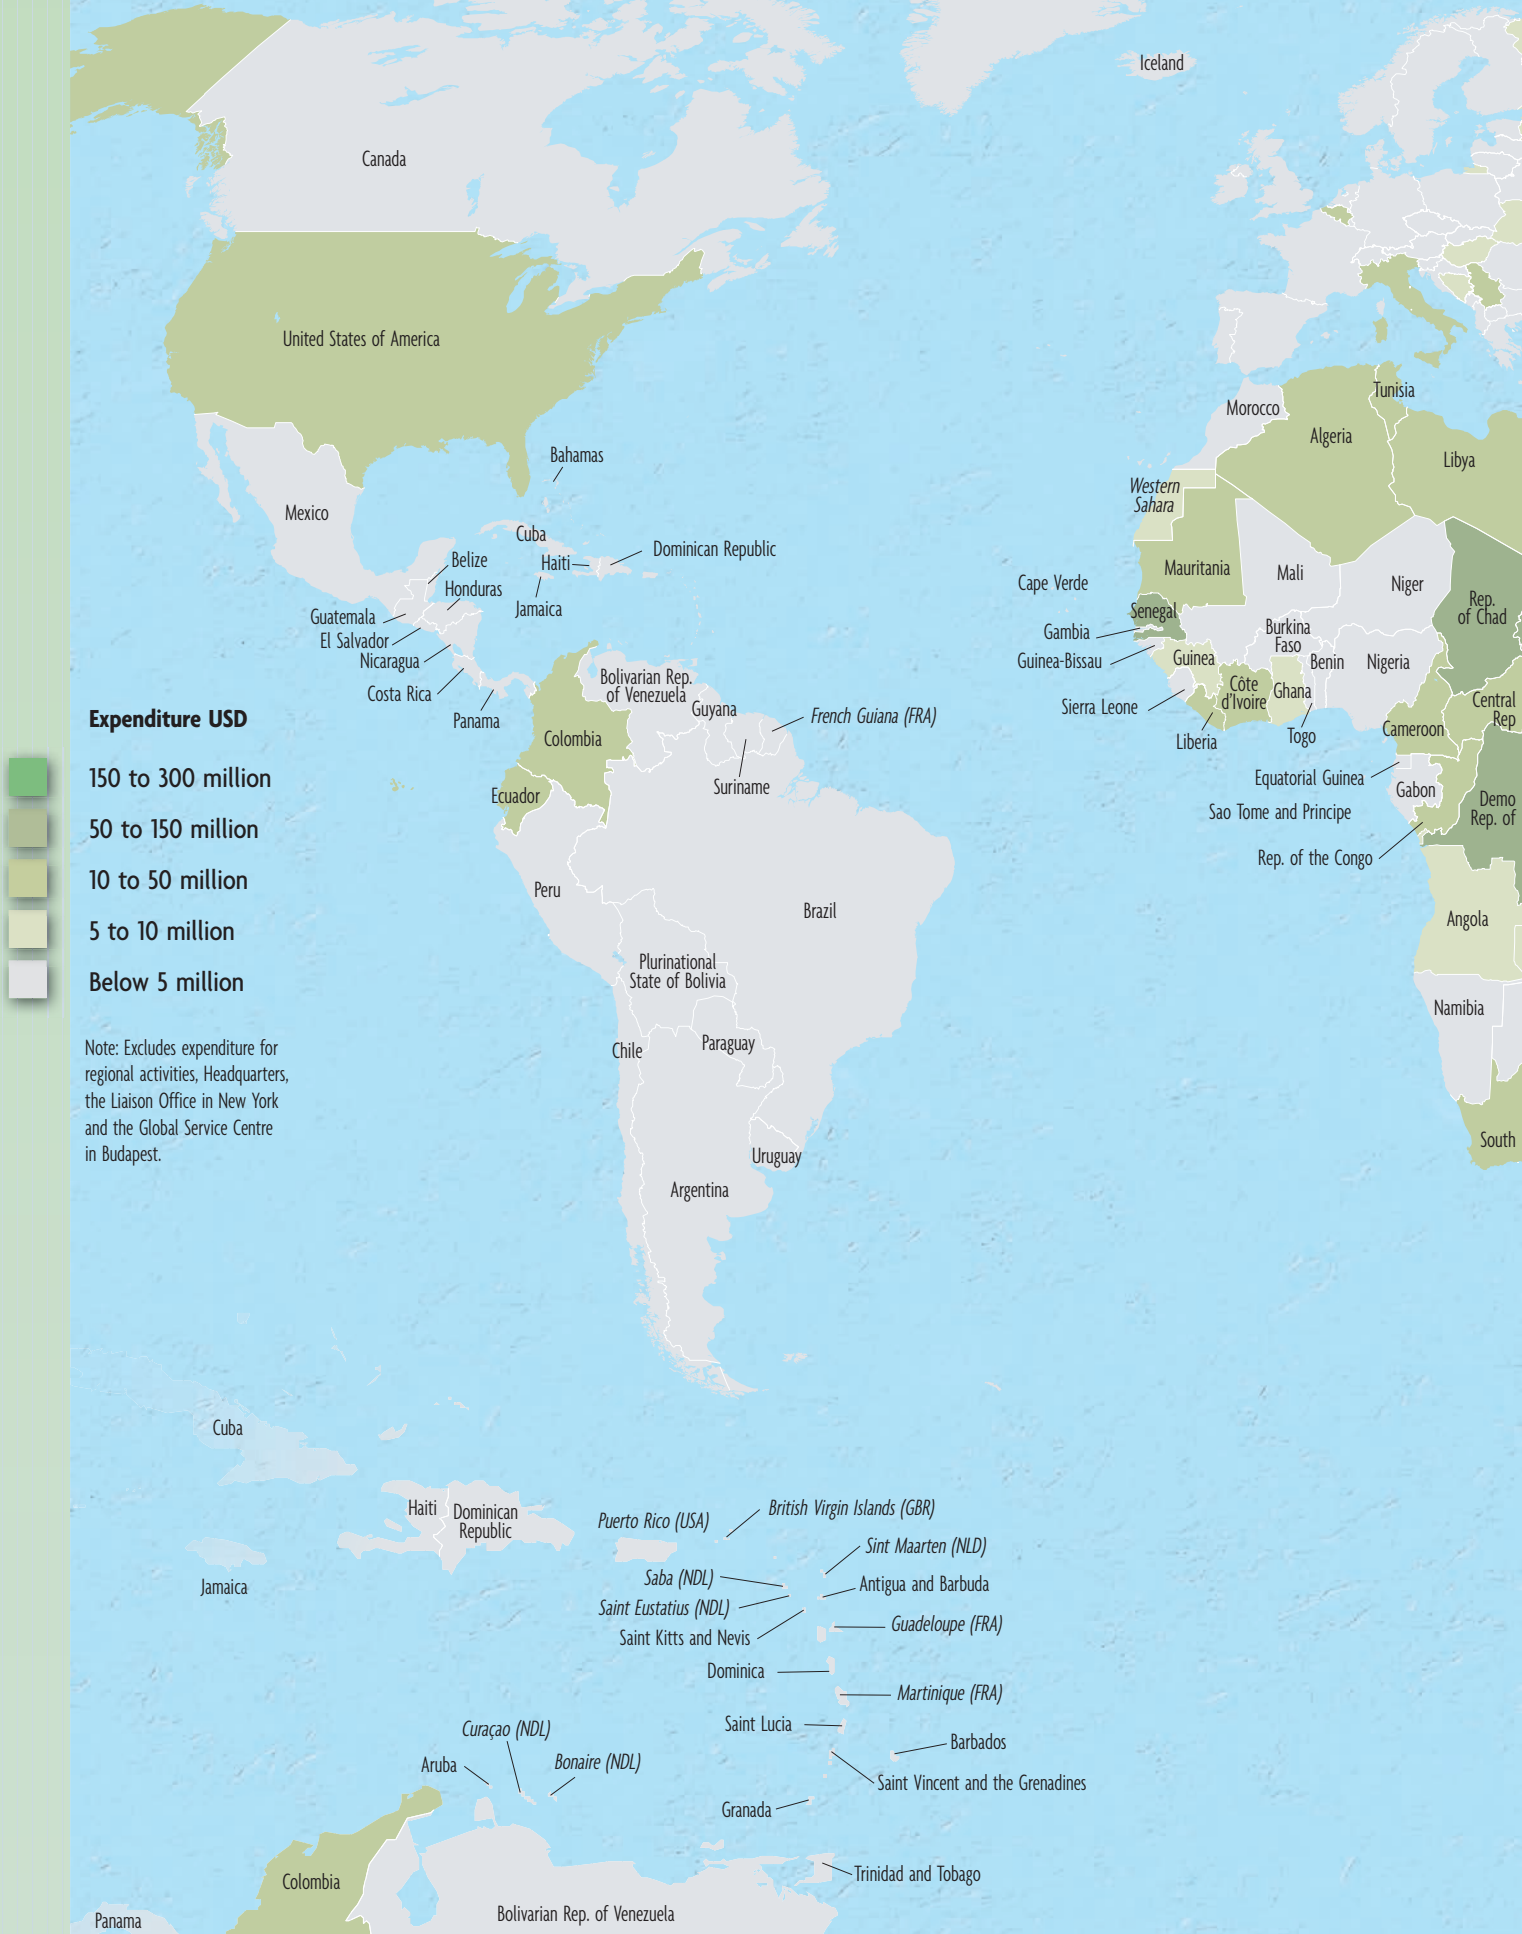 Iceland
Canada
United States of America
Tunisia
Morocco
Algeria
Bahamas
Libya
Western
Sahara
Mexico
Cuba
Dominican Republic
Haiti
Belize
Honduras
Jamaica
Mauritania
Mali
Niger
Cape Verde
Rep.
of Chad
Senegal
Guatemala
El Salvador
Nicaragua
Costa Rica
Panama
Gambia
Guinea-Bissau
Burkina
Faso
Guinea
Benin
Nigeria
Bolivarian Rep.
of Venezuela
Guyana
French Guiana (FRA)
Côte
d'Ivoire
Ghana
Sierra Leone
Central
Rep
Cameroon
Liberia
Togo
Expenditure USD
Colombia
150 to 300 million
Suriname
Ecuador
Equatorial Guinea
Gabon
Demo
Rep. of
Sao Tome and Principe
50 to 150 million
Rep. of the Congo
10 to 50 million
Peru
Brazil
Angola
5 to 10 million
Plurinational
State of Bolivia
Below 5 million
Namibia
Note: Excludes expenditure for
regional activities, Headquarters,
the Liaison Office in New York
and the Global Service Centre
in Budapest.
Chile
Paraguay
South
Uruguay
Argentina
Cuba
Haiti
Dominican
Republic
Puerto Rico (USA)
British Virgin Islands (GBR)
Sint Maarten (NLD)
Jamaica
Saba (NDL)
Antigua and Barbuda
Saint Eustatius (NDL)
Guadeloupe (FRA)
Saint Kitts and Nevis
Dominica
Martinique (FRA)
Saint Lucia
Curaçao (NDL)
Barbados
Aruba
Bonaire (NDL)
Saint Vincent and the Grenadines
Granada
Colombia
Trinidad and Tobago
Panama
Bolivarian Rep. of Venezuela